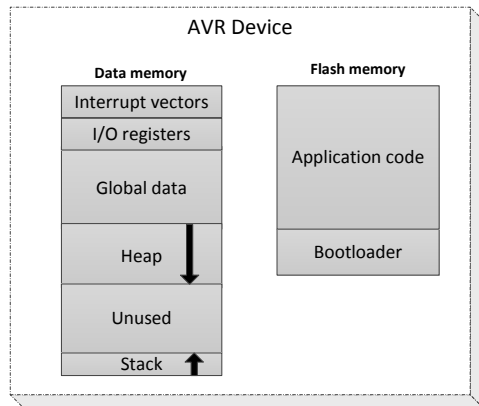 AVR Device
Data memory
Flash memory
Interrupt vectors
I/O registers
Global data
Heap
Unused
Stack
Application code
Bootloader